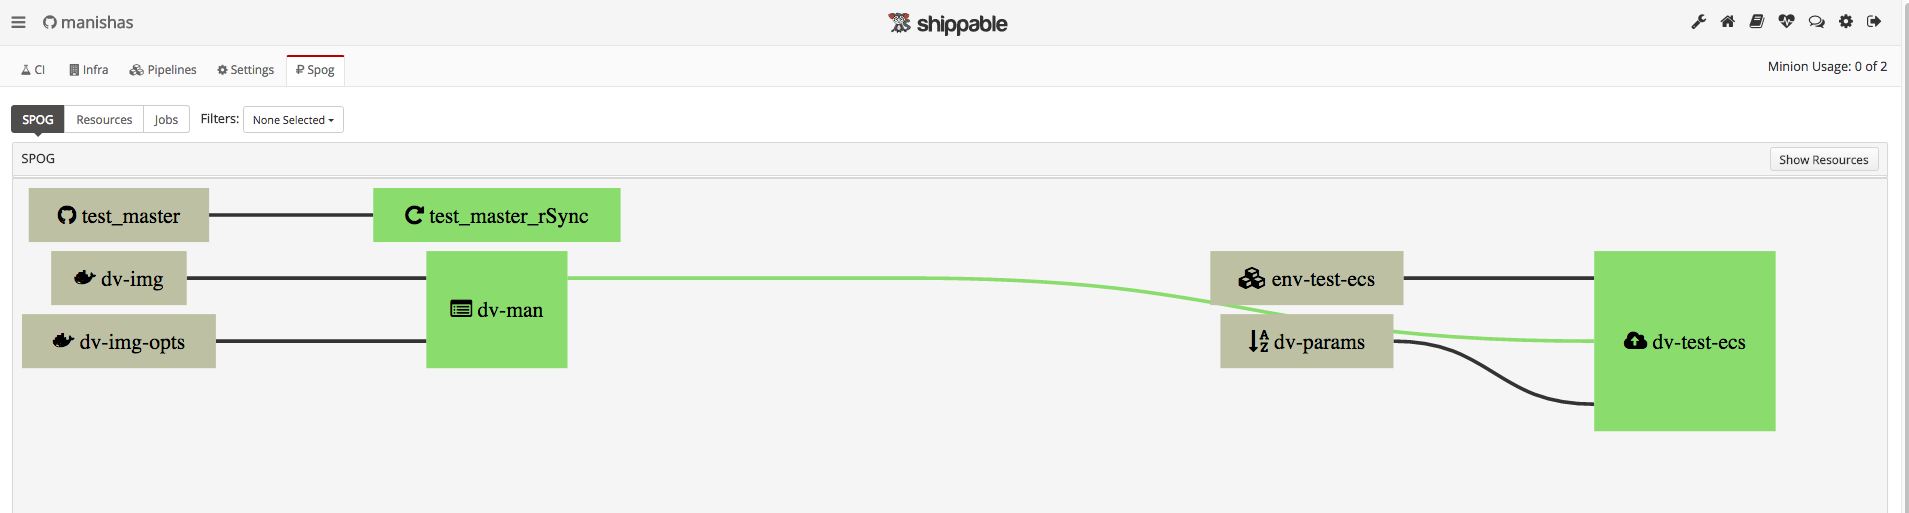 manishas
shippable
CI
Infra
Pipelines
Settings
Spog
Minion Usage: 0 of 2
SPOG
Resources
Jobs
Filters:
None Selected
SPOG
Show Resources
test_master
test_master_rSync
dv-img
dv-man
dv-img-opts
env-test-ecs
dv-params
dv-test-ecs